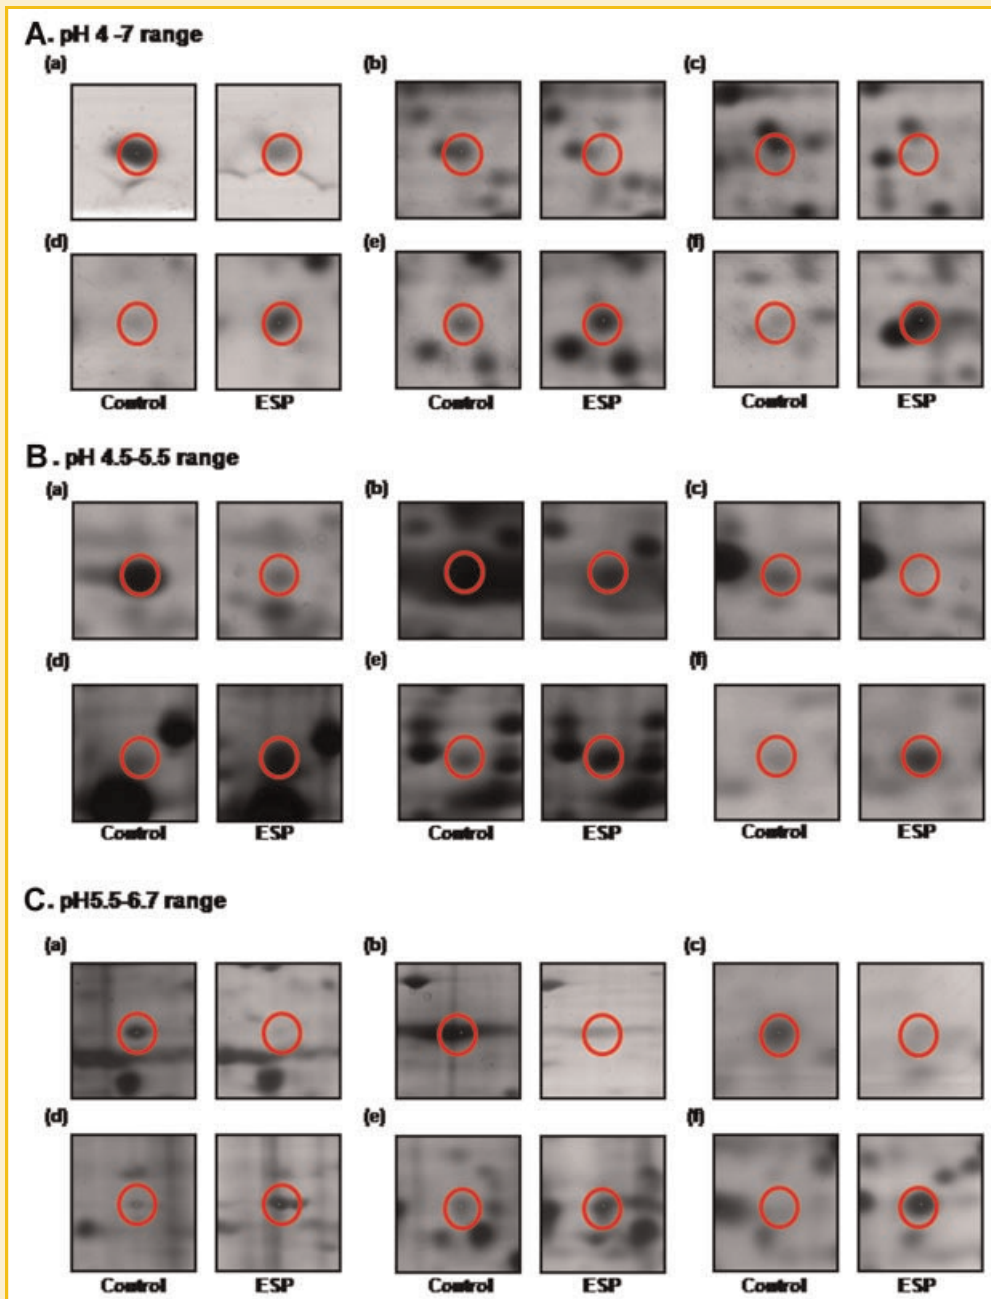 A. pH 4 -7 range
(a) (b) (c)
(d) (e) (f)
Control ESP Control ESP Control ESP
B. pH 4.5-5.5 range
(a) (b) (c)
(d) (e) (f)
Control ESP Control ESP Control ESP
C. pH5.5-6.7 range
(a) (b) (c)
(d) (e) (f)
Control ESP Control ESP Control ESP